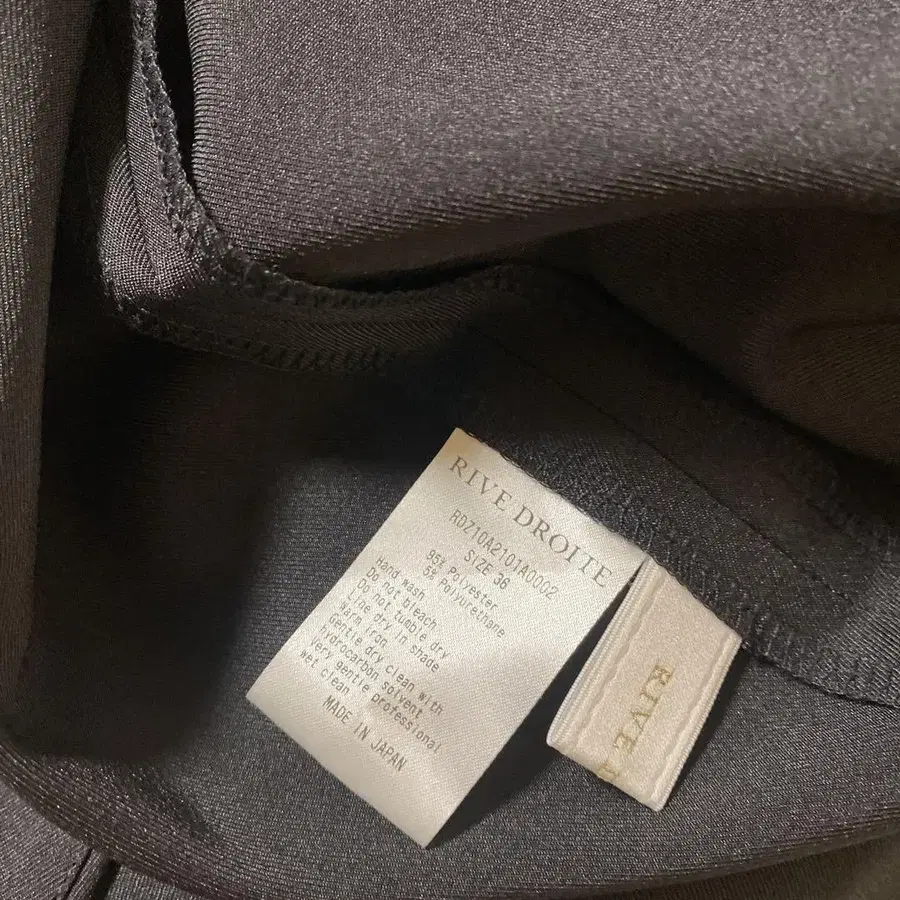 RIVE DROITE
RDZ10A2101A0002
SIZE 36
95% Polyester
5% Polyurethane
Hand wash
Do not bleach
Do not tumble dry
Line dry in shade
Warm iron
Gentle dry clean with
hydrocarbon solvent
Very gentle professional
wet clean
MADE IN JAPAN
RIVE